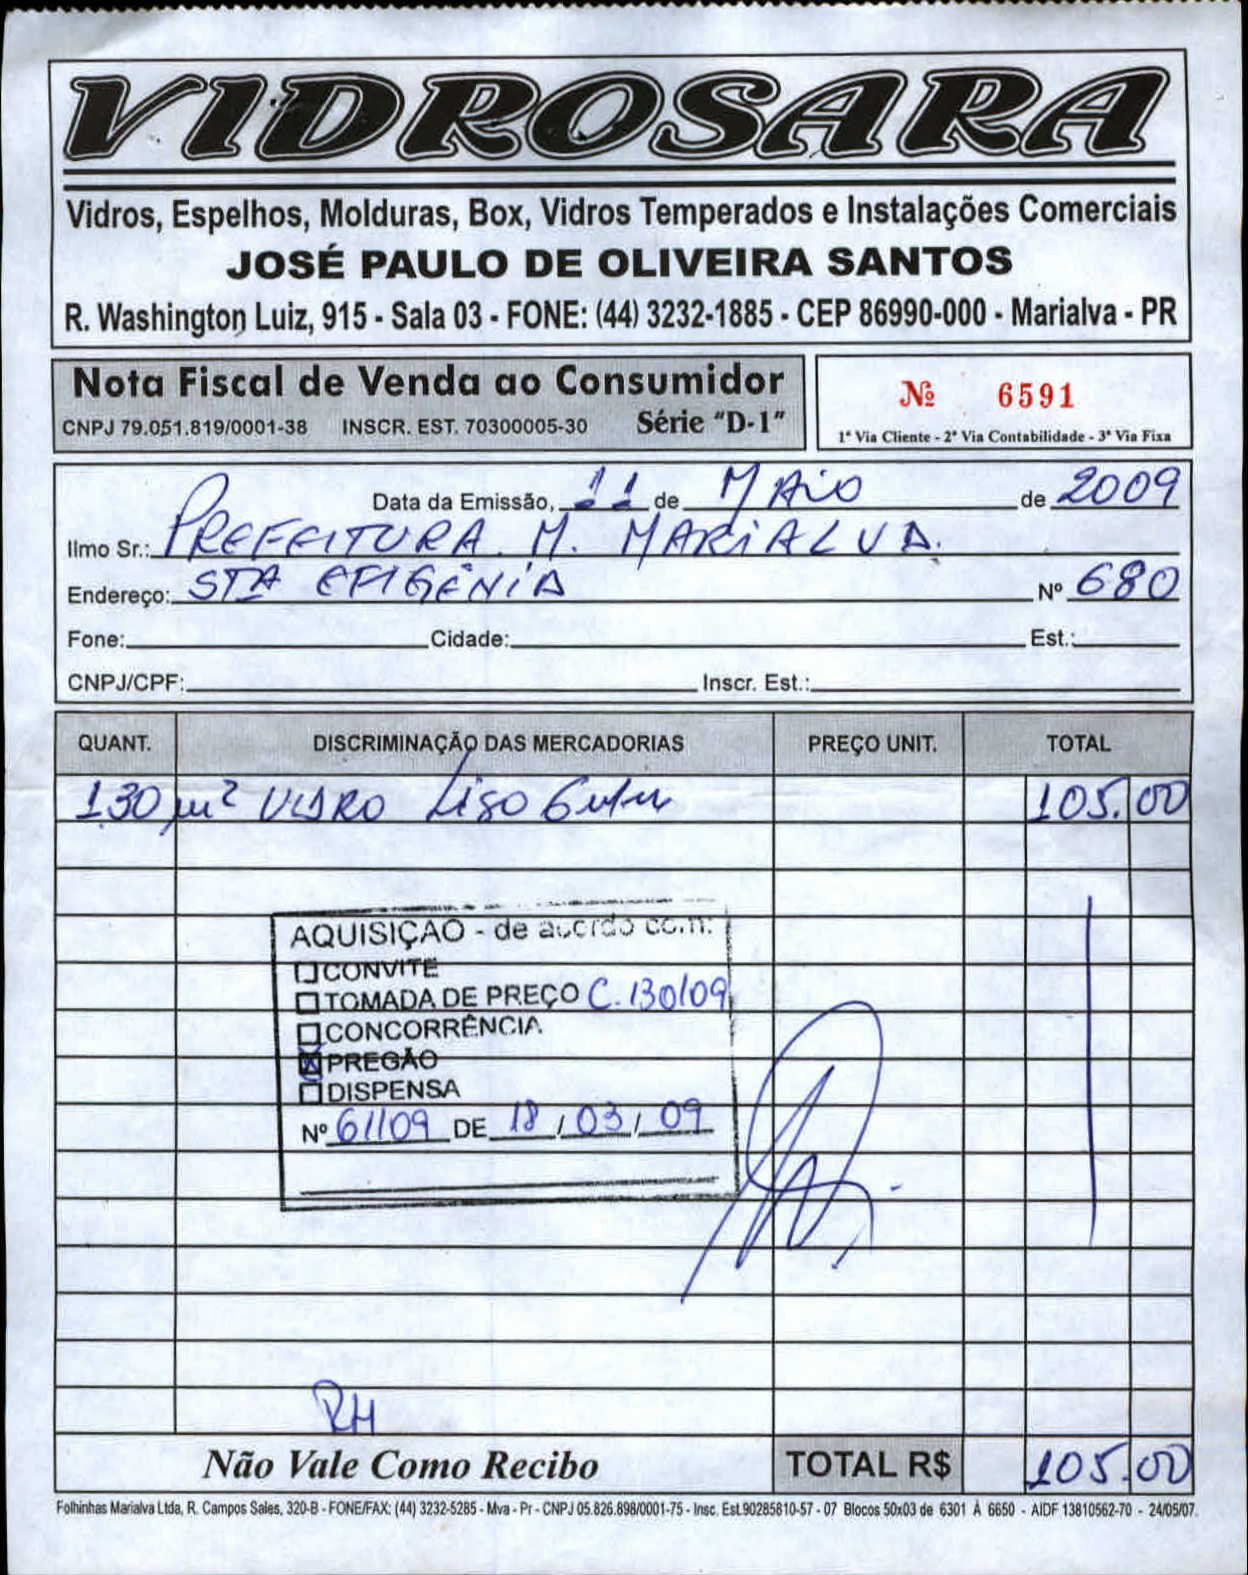 VIDROSARA
Vidros, Espelhos, Molduras, Box, Vidros Temperados e Instalações Comerciais
JOSÉ PAULO DE OLIVEIRA SANTOS
R. Washington Luiz, 915 - Sala 03 - FONE: (44) 3232-1885 - CEP 86990-000 - Marialva - PR
Nota Fiscal de Venda ao Consumidor
CNPJ 79.051.819/0001-38 INSCR. EST. 70300005-30 Série "D-1"
Nº 6591
1ª Via Cliente - 2ª Via Contabilidade - 3ª Via Fixa
Data da Emissão, 11 de MAiO de 2009
Ilmo Sr.: PREFEITURA M. MARiALVA.
Endereço: STA EFIGÊNIA Nº 680
Fone: Cidade: Est.:
CNPJ/CPF: Inscr. Est.:
QUANT. DISCRIMINAÇÃO DAS MERCADORIAS PREÇO UNIT. TOTAL
1.30 m² VIDRO Liso 6mm 105.00
AQUISIÇÃO - de acordo com:
CONVITE
TOMADA DE PREÇO C. 130/09
CONCORRÊNCIA
PREGÃO
DISPENSA
Nº 61/09 DE 18 / 03 / 09
RH
Não Vale Como Recibo TOTAL R$ 105.00
Folhinhas Marialva Ltda, R. Campos Sales, 320-B - FONE/FAX: (44) 3232-5285 - Mva - Pr - CNPJ 05.826.898/0001-75 - Insc. Est.90285810-57 - 07 Blocos 50x03 de 6301 À 6650 - AIDF 13810562-70 - 24/05/07.